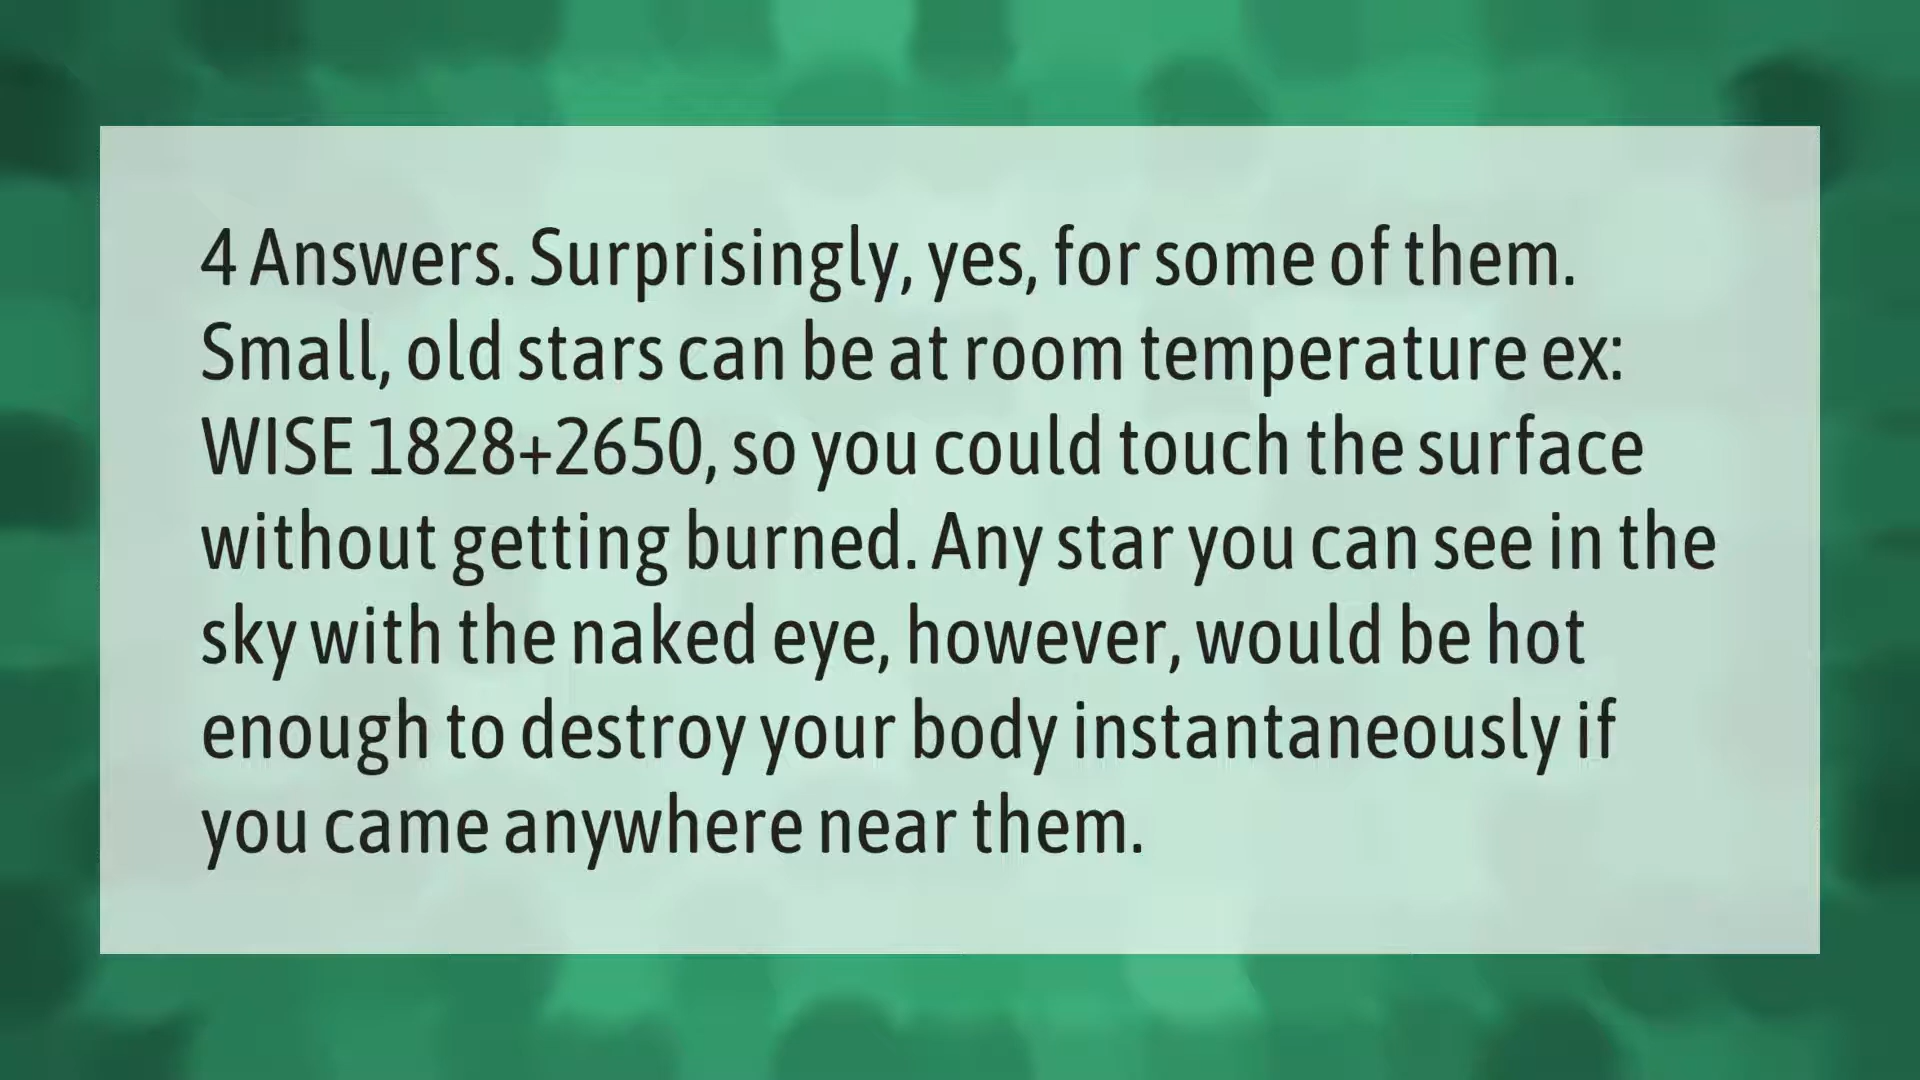 4 Answers. Surprisingly, yes, for some of them.
Small, old stars can be at room temperature ex:
WISE 1828+2650, so you could touch the surface
without getting burned. Any star you can see in the
sky with the naked eye, however, would be hot
enough to destroy your body instantaneously if
you came anywhere near them.